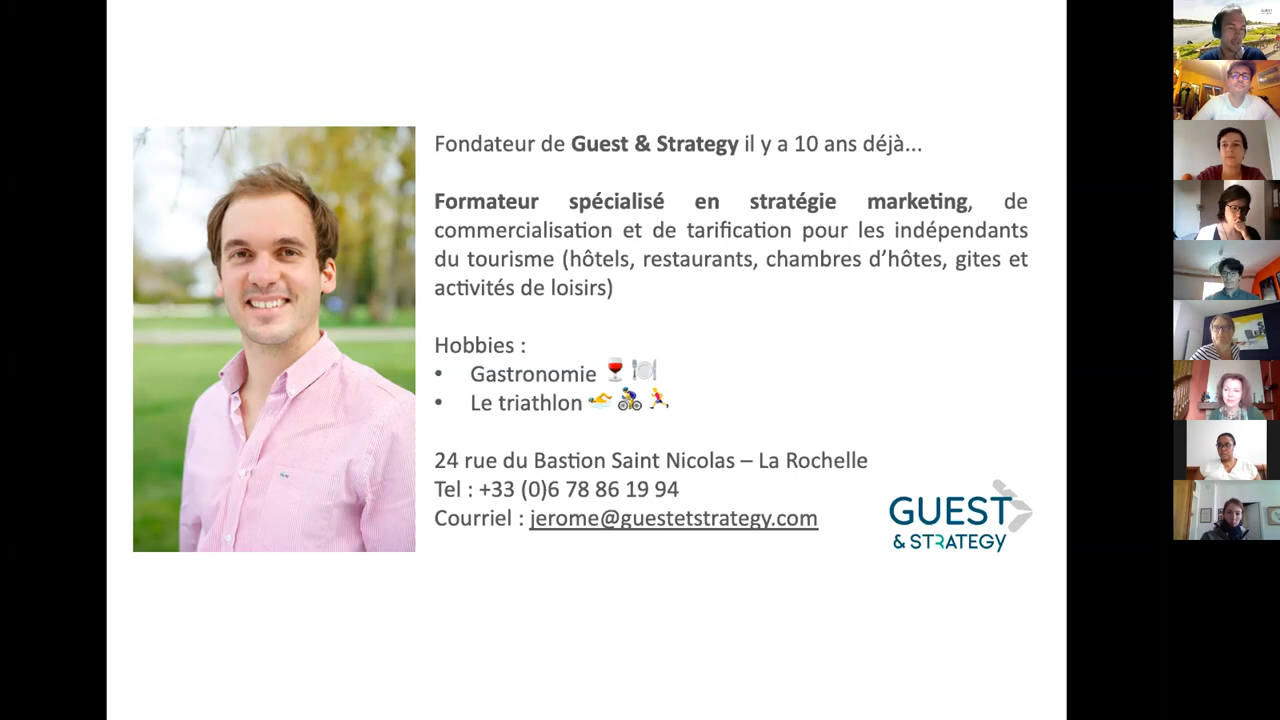 Fondateur de Guest & Strategy il y a 10 ans déjà...
Formateur spécialisé en stratégie marketing, de
commercialisation et de tarification pour les indépendants
du tourisme (hôtels, restaurants, chambres d’hôtes, gites et
activités de loisirs)
Hobbies :
• Gastronomie 🍷 🍽️
• Le triathlon 🏊 🚴 🏃
24 rue du Bastion Saint Nicolas – La Rochelle
Tel : +33 (0)6 78 86 19 94
Courriel : jerome@guestetstrategy.com
GUEST
& STRATEGY
GUEST